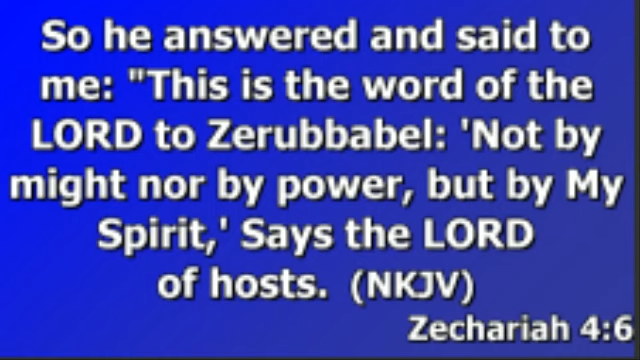 So he answered and said to
me: "This is the word of the
LORD to Zerubbabel: 'Not by
might nor by power, but by My
Spirit,' Says the LORD
of hosts. (NKJV)
Zechariah 4:6